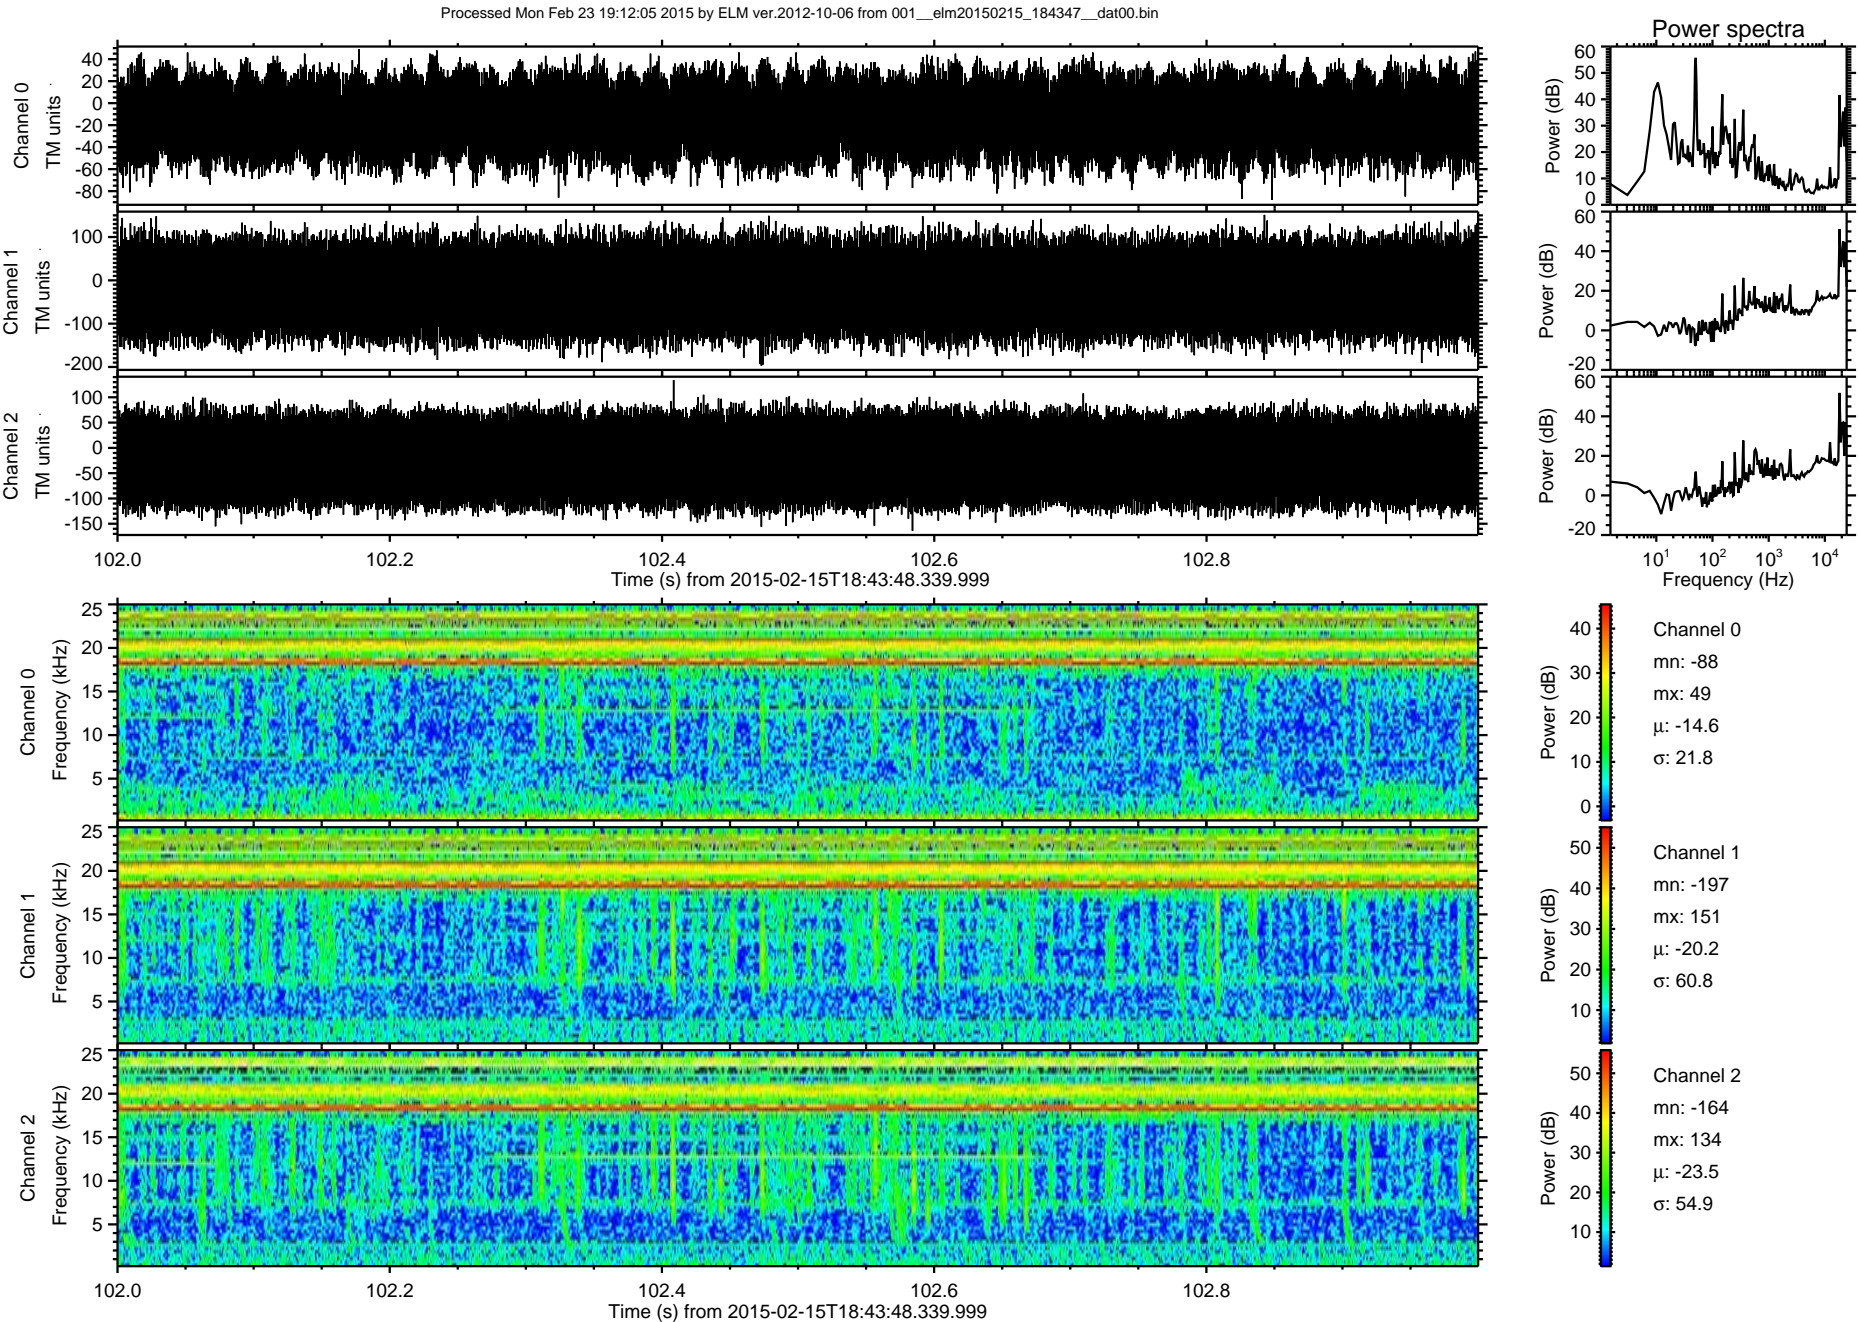 Processed Mon Feb 23 19:12:05 2015 by ELM ver.2012-10-06 from 001__elm20150215_184347__dat00.bin
Power spectra
Channel 0
TM units
40
20
0
-20
-40
-60
-80
Power (dB)
60
50
40
30
20
10
0
Channel 1
TM units
100
0
-100
-200
Power (dB)
60
40
20
0
-20
Channel 2
TM units
100
50
0
-50
-100
-150
Power (dB)
60
40
20
0
-20
102.0 102.2 102.4 102.6 102.8
Time (s) from 2015-02-15T18:43:48.339.999
10^1 10^2 10^3 10^4
Frequency (Hz)
Channel 0
Frequency (kHz)
25
20
15
10
5
Power (dB)
40
30
20
10
0
Channel 0
mn: -88
mx: 49
μ: -14.6
σ: 21.8
Channel 1
Frequency (kHz)
25
20
15
10
5
Power (dB)
50
40
30
20
10
Channel 1
mn: -197
mx: 151
μ: -20.2
σ: 60.8
Channel 2
Frequency (kHz)
25
20
15
10
5
Power (dB)
50
40
30
20
10
Channel 2
mn: -164
mx: 134
μ: -23.5
σ: 54.9
102.0 102.2 102.4 102.6 102.8
Time (s) from 2015-02-15T18:43:48.339.999